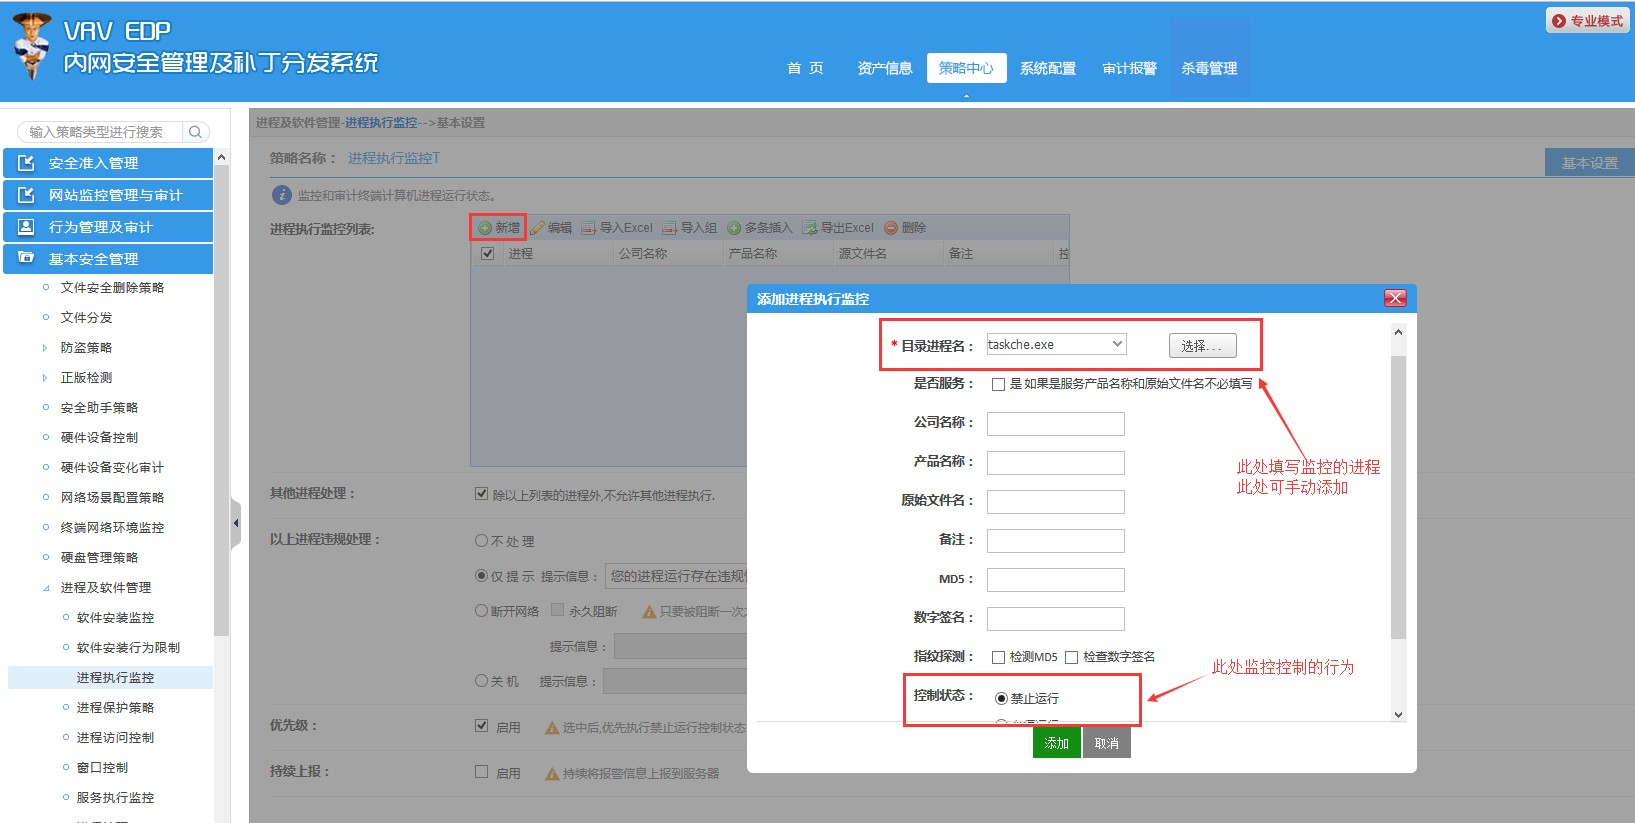 VRV EDP
内网安全管理及补丁分发系统
专业模式
首 页 资产信息 策略中心 系统配置 审计报警 杀毒管理
输入策略类型进行搜索
安全准入管理
网站监控管理与审计
行为管理及审计
基本安全管理
文件安全删除策略
文件分发
防盗策略
正版检测
安全助手策略
硬件设备控制
硬件设备变化审计
网络场景配置策略
终端网络环境监控
硬盘管理策略
进程及软件管理
软件安装监控
软件安装行为限制
进程执行监控
进程保护策略
进程访问控制
窗口控制
服务执行监控
进程及软件管理-进程执行监控-->基本设置
策略名称： 进程执行监控T
基本设置
监控和审计终端计算机进程运行状态。
进程执行监控列表:
新增 编辑 导入Excel 导入组 多条插入 导出Excel 删除
进程 公司名称 产品名称 源文件名 备注 控
其他进程处理： 除以上列表的进程外,不允许其他进程执行.
以上进程违规处理： 不 处 理
仅 提 示 提示信息： 您的进程运行存在违规
断开网络 永久阻断 只要被阻断一次
提示信息：
关 机 提示信息：
优先级： 启用 选中后,优先执行禁止运行控制状态
持续上报： 启用 持续将报警信息上报到服务器
添加进程执行监控
* 目录进程名： taskche.exe 选择...
是否服务： 是 如果是服务产品名称和原始文件名不必填写
公司名称：
产品名称：
原始文件名：
备注：
MD5：
数字签名：
指纹探测： 检测MD5 检查数字签名
控制状态： 禁止运行
添加 取消
此处填写监控的进程
此处可手动添加
此处监控控制的行为